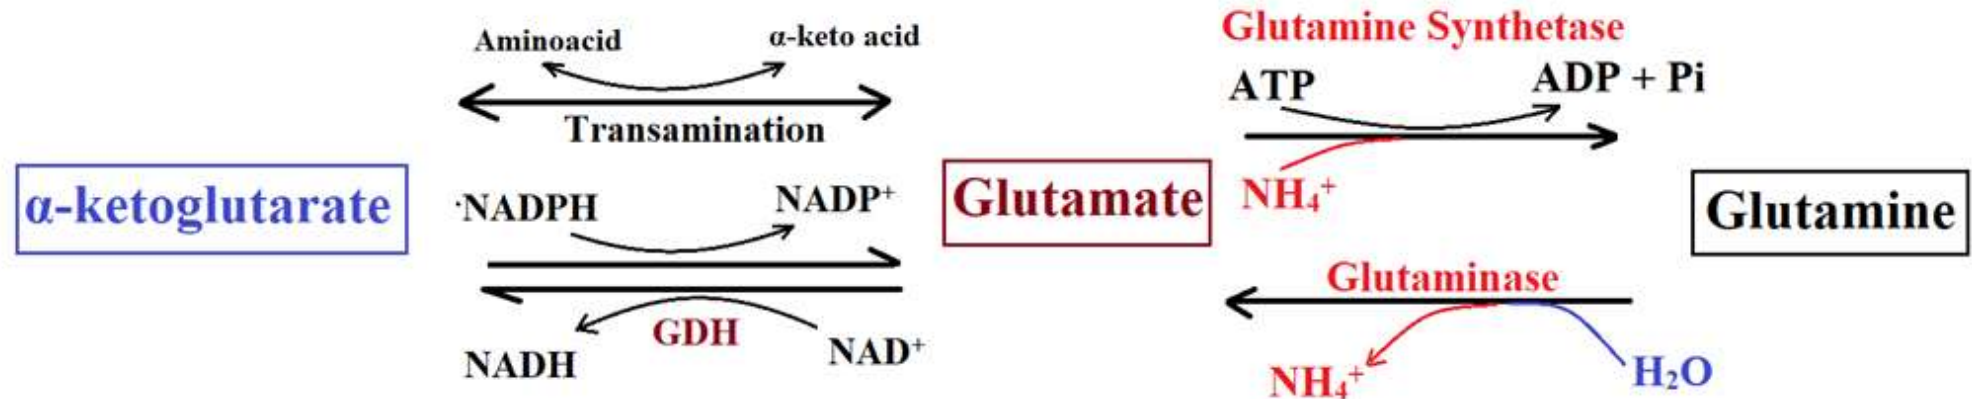 Aminoacid
α-keto acid
Transamination
α-ketoglutarate
NADPH
NADP⁺
GDH
NADH
NAD⁺
Glutamate
Glutamine Synthetase
ATP
ADP + Pi
NH₄⁺
Glutamine
Glutaminase
NH₄⁺
H₂O